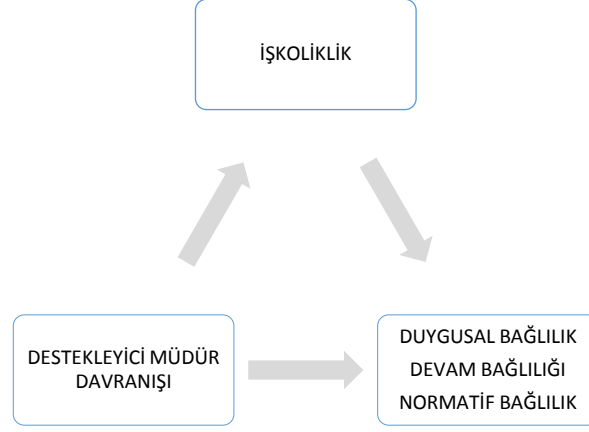 İŞKOLİKLİK
DESTEKLEYİCİ MÜDÜR
DAVRANIŞI
DUYGUSAL BAĞLILIK
DEVAM BAĞLILIĞI
NORMATİF BAĞLILIK